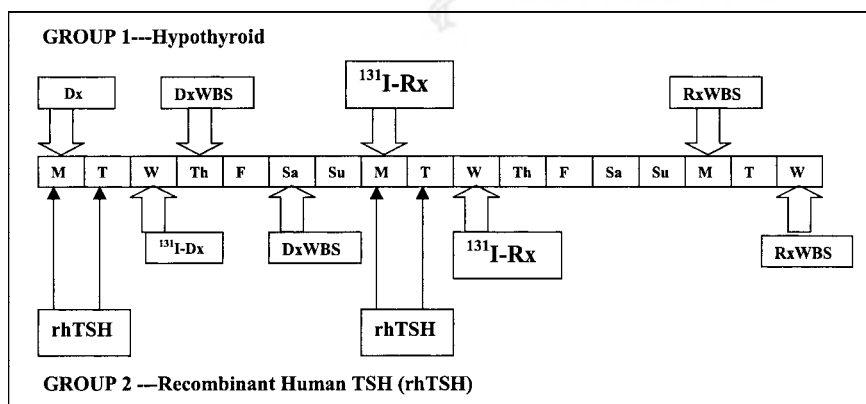 GROUP 1---Hypothyroid
Dx DxWBS ¹³¹I-Rx RxWBS
M T W Th F Sa Su M T W Th F Sa Su M T W
¹³¹I-Dx DxWBS ¹³¹I-Rx RxWBS
rhTSH rhTSH
GROUP 2 ---Recombinant Human TSH (rhTSH)